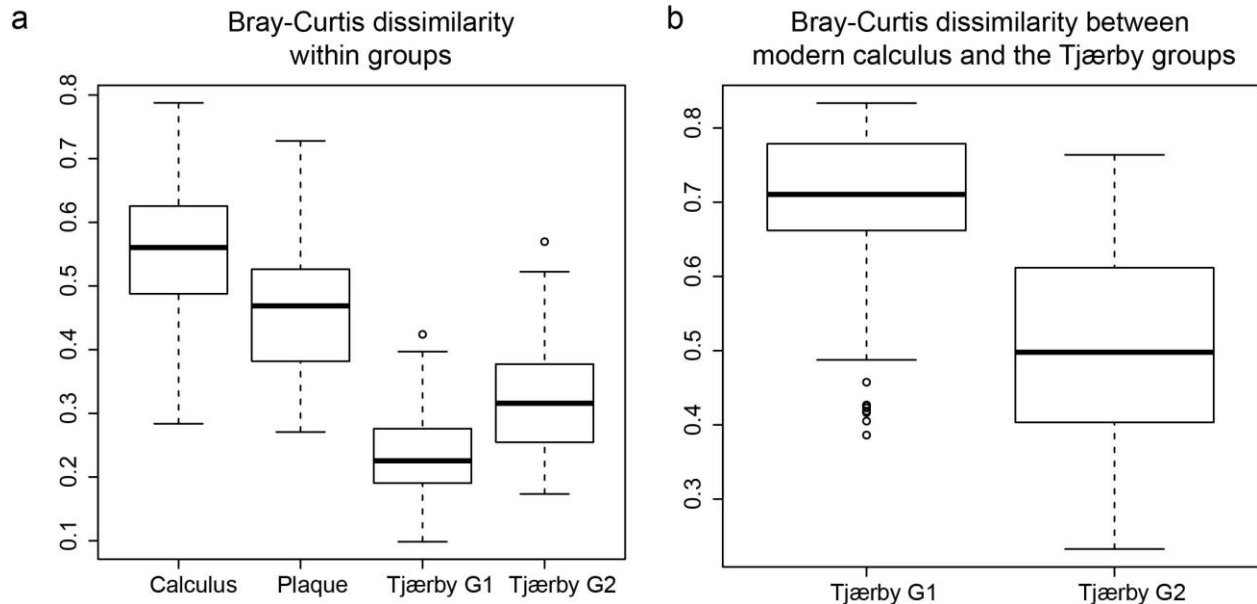 a
Bray-Curtis dissimilarity
within groups
0.8
0.7
0.6
0.5
0.4
0.3
0.2
0.1
Calculus Plaque Tjærby G1 Tjærby G2
b
Bray-Curtis dissimilarity between
modern calculus and the Tjærby groups
0.8
0.7
0.6
0.5
0.4
0.3
Tjærby G1 Tjærby G2